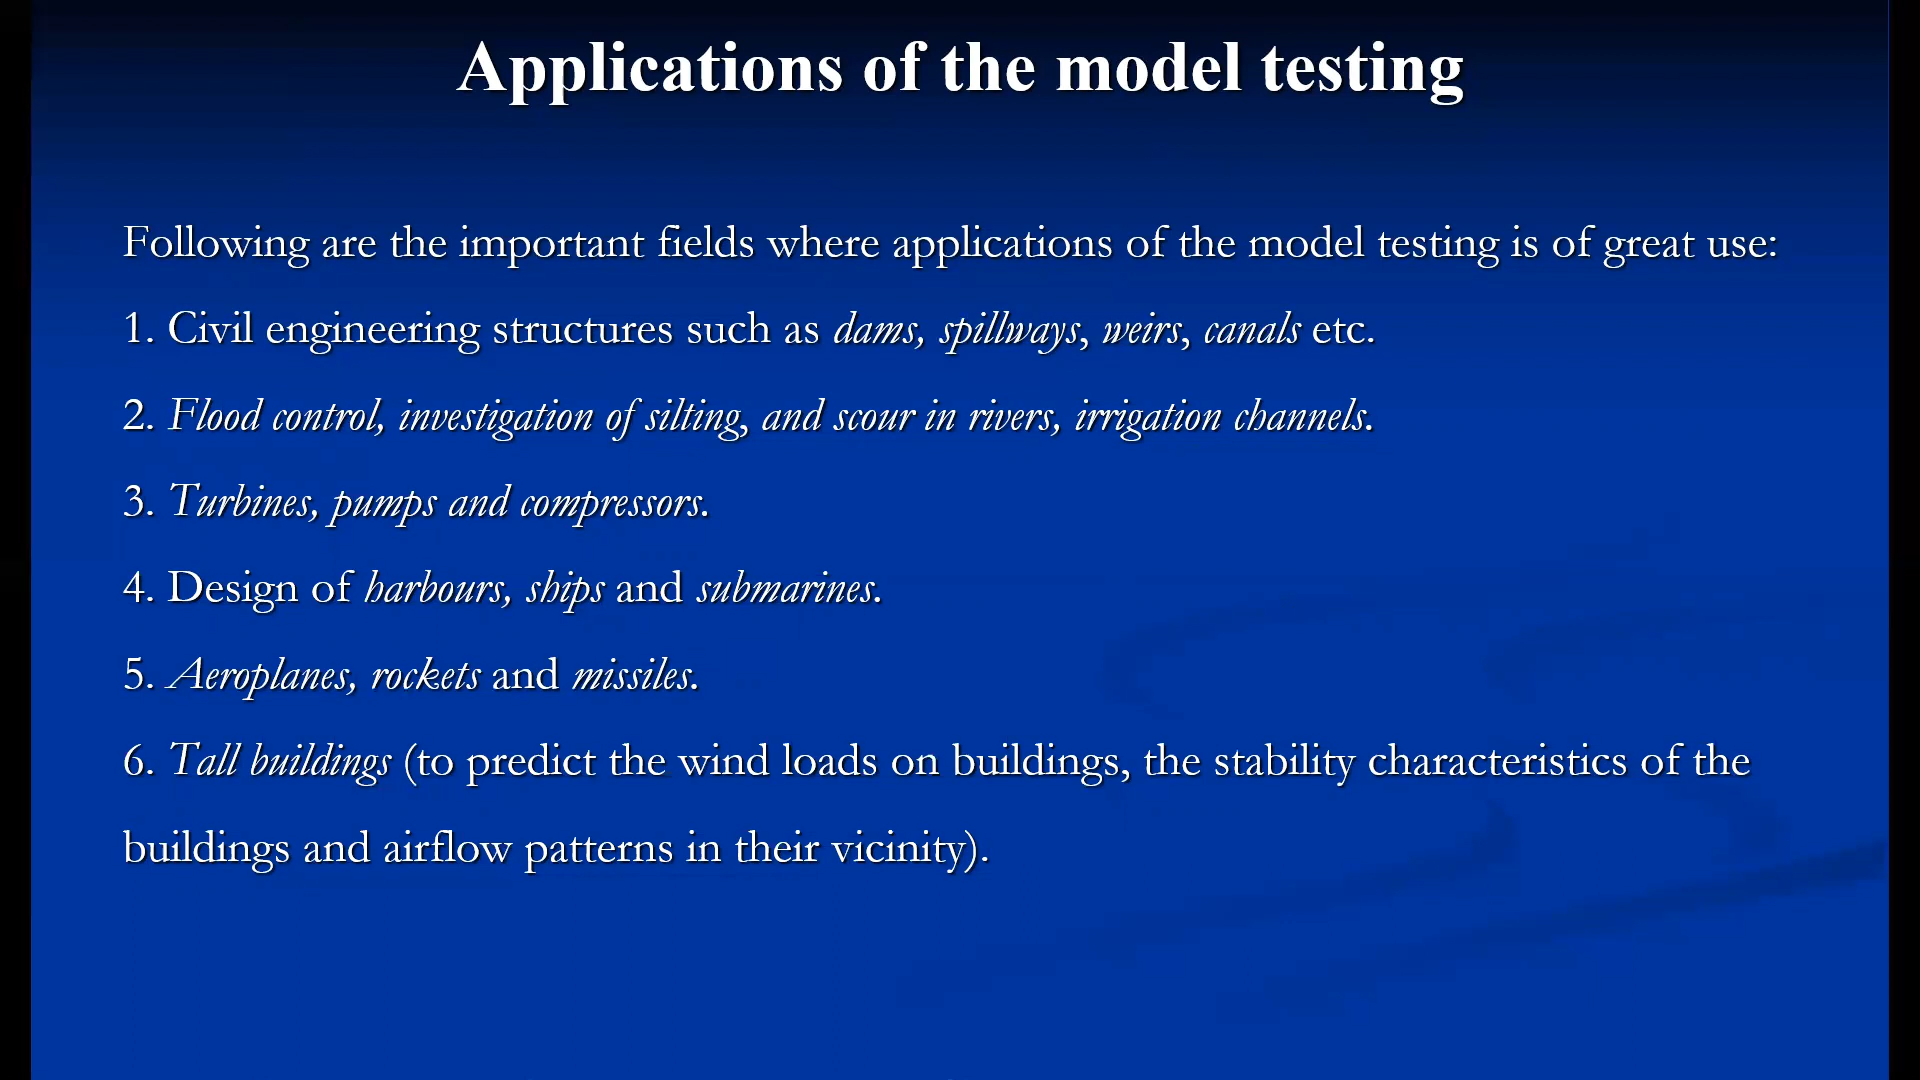 Applications of the model testing
Following are the important fields where applications of the model testing is of great use:
1. Civil engineering structures such as dams, spillways, weirs, canals etc.
2. Flood control, investigation of silting, and scour in rivers, irrigation channels.
3. Turbines, pumps and compressors.
4. Design of harbours, ships and submarines.
5. Aeroplanes, rockets and missiles.
6. Tall buildings (to predict the wind loads on buildings, the stability characteristics of the
buildings and airflow patterns in their vicinity).